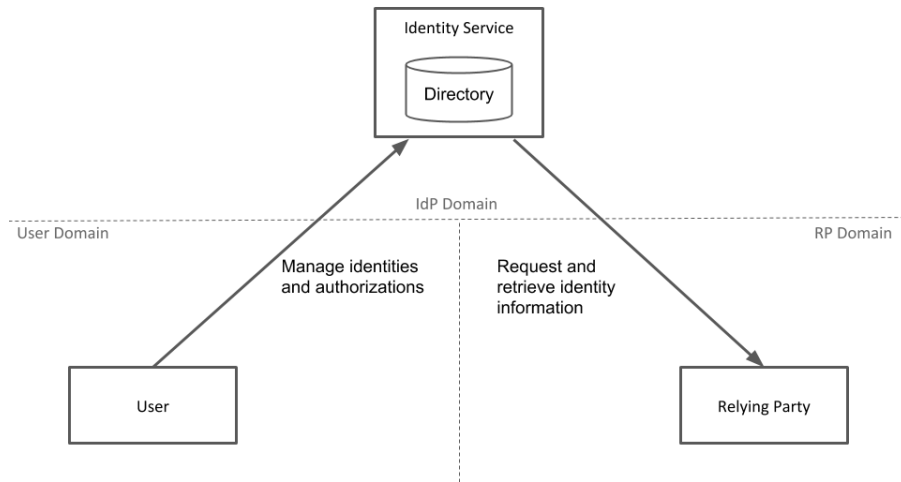 Identity Service
Directory
IdP Domain
User Domain
RP Domain
Manage identities
and authorizations
Request and
retrieve identity
information
User
Relying Party